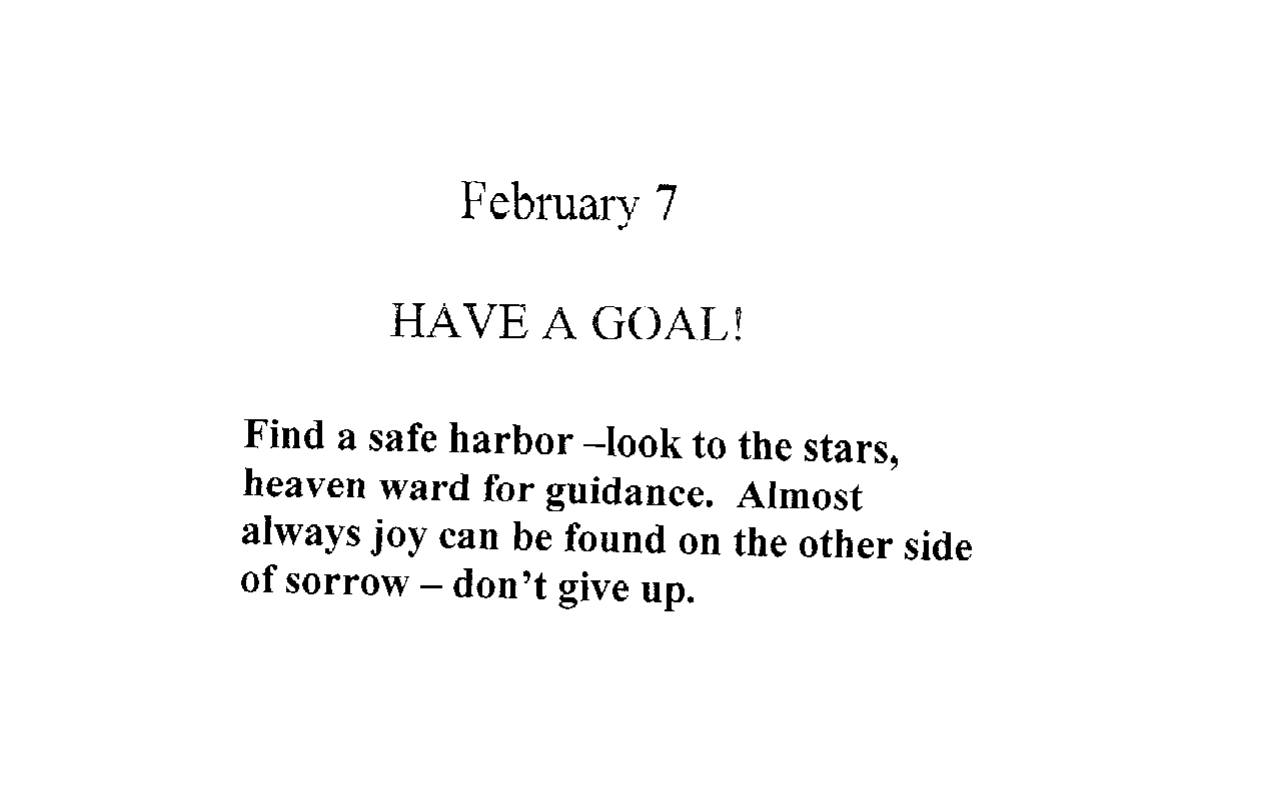 February 7
HAVE A GOAL!
Find a safe harbor –look to the stars,
heaven ward for guidance.  Almost
always joy can be found on the other side
of sorrow – don’t give up.